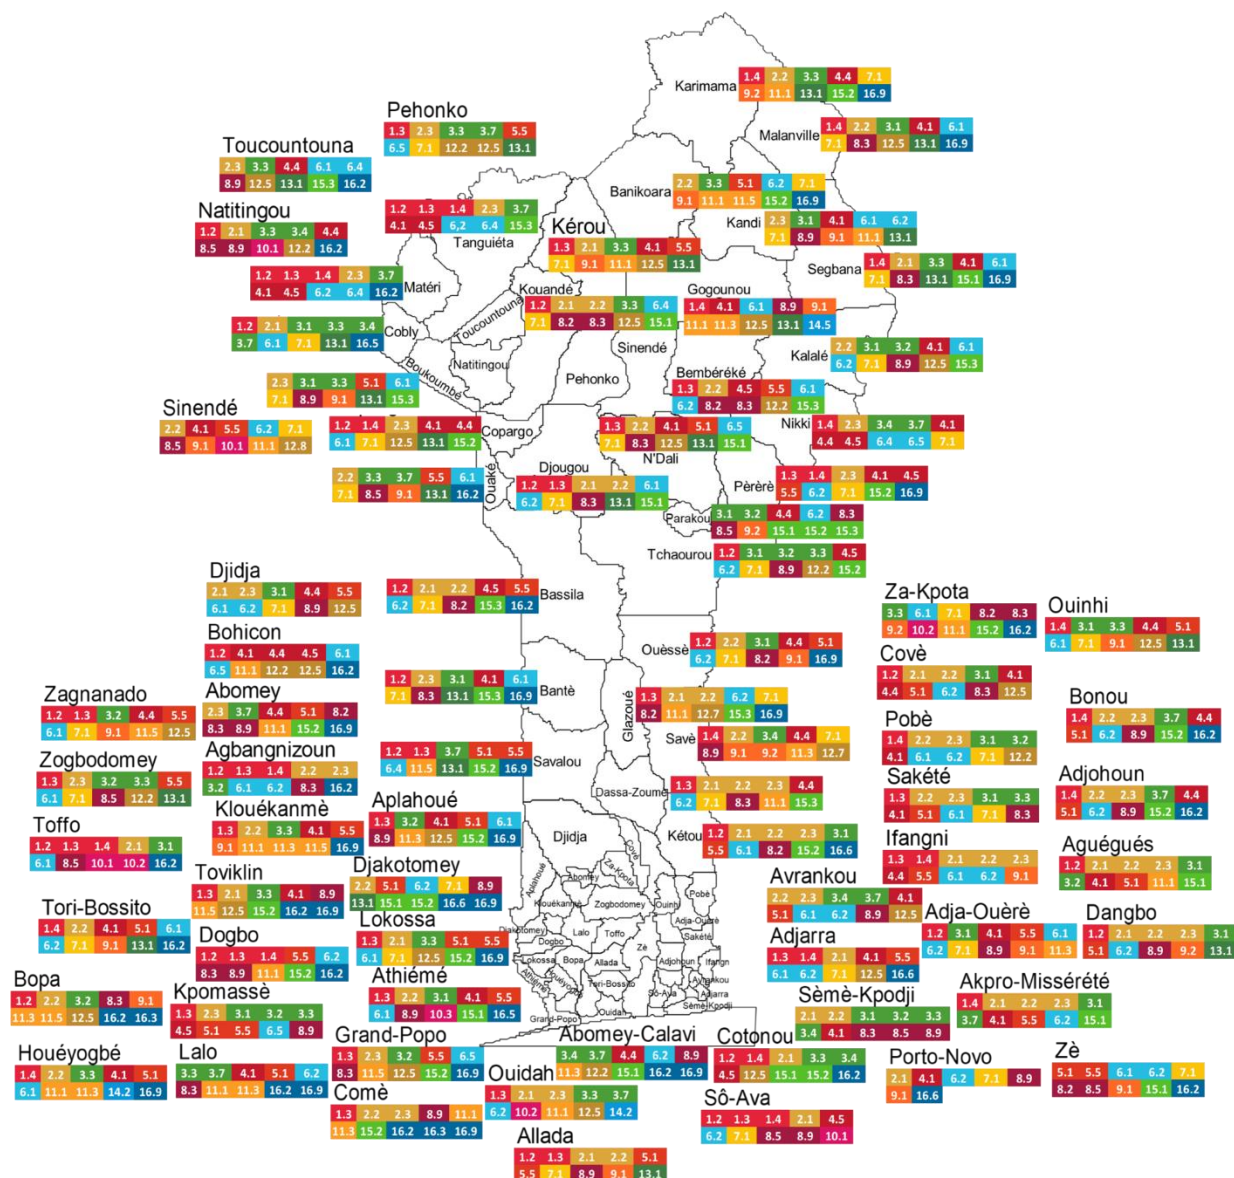 Karimama
1.4 2.2 3.3 4.4 7.1
9.2 11.1 13.1 15.2 16.9
Malanville
1.4 2.2 3.1 4.1 6.1
7.1 8.3 12.5 13.1 16.9
Pehonko
1.3 2.3 3.3 3.7 5.5
6.5 7.1 12.2 12.5 13.1
Toucountouna
2.3 3.3 4.4 6.1 6.4
8.9 12.5 13.1 15.3 16.2
Banikoara
2.2 3.3 5.1 6.2 7.1
9.1 11.1 11.5 15.2 16.9
Natitingou
1.2 2.1 3.3 3.4 4.4
8.5 8.9 10.1 12.2 16.2
1.2 1.3 1.4 2.3 3.7
4.1 4.5 6,2 6.4 15.3
Tanguiéta
Kérou
1.3 2.1 3.3 4.1 5.5
7.1 9.1 11.1 12.5 13.1
Kandi
2.3 3.1 4.1 6.1 6.2
7.1 8.9 9.1 11.1 13.1
Segbana
1.4 2.1 3.3 4.1 6.1
7.1 8.3 13.1 15.1 16.9
1.2 1.3 1.4 2.3 3.7
4.1 4.5 6.2 6.4 16.2
Matéri
Kouandé
1.2 2.1 2.2 3.3 6.4
7.1 8.2 8.3 12.5 15.1
Gogounou
1.4 4.1 6.1 8.9 9.1
11.1 11.3 12.5 13.1 14.5
Toucountouna
1.2 2.1 3.1 3.3 3.4
3.7 6.1 7.1 13.1 16.5
Cobly
Sinendé
Kalalé
2.2 3.1 3.2 4.1 6.1
6.2 7.1 8.9 12.5 15.3
Natitingou
Boukoumbé
Pehonko
2.3 3.1 3.3 5.1 6.1
7.1 8.9 9.1 13.1 15.3
Bembéréké
1.3 2.2 4.5 5.5 6.1
6.2 8.2 8.3 12.2 15.3
Sinendé
2.2 4.1 5.5 6.2 7.1
8.5 9.1 10.1 11.1 12.8
1.2 1.4 2.3 4.1 4.4
6.1 7.1 12.5 13.1 15.2
Copargo
1.3 2.2 4.1 5.1 6.5
7.1 8.3 12.5 13.1 15.1
N'Dali
Nikki
1.4 2.3 3.4 3.7 4.1
4.4 4.5 6.4 6.5 7.1
2.2 3.3 3.7 5.5 6.1
7.1 8.5 9.1 13.1 16.2
Ouaké
Djougou
1.2 1.3 2.1 2.2 6.1
6.2 7.1 8.3 13.1 15.1
Pèrèrè
1.3 1.4 2.3 4.1 4.5
5.5 6.2 7.1 15.2 16.9
Parakou
3.1 3.2 4.4 6.2 8.3
8.5 9.2 15.1 15.2 15.3
Tchaourou
1.2 3.1 3.2 3.3 4.5
6.2 7.1 8.9 12.2 15.2
Djidja
2.1 2.3 3.1 4.4 5.5
6.1 6.2 7.1 8.9 12.5
1.2 2.1 2.2 4.5 5.5
6.2 7.1 8.2 15.3 16.2
Bassila
Za-Kpota
3.3 6.1 7.1 8.2 8.3
9.2 10.2 11.1 15.2 16.2
Ouinhi
1.4 3.1 3.3 4.4 5.1
6.1 7.1 9.1 12.5 13.1
Bohicon
1.2 4.1 4.4 4.5 6.1
6.5 11.1 12.2 12.5 16.2
Ouèssè
1.2 2.2 3.1 4.4 5.1
6.2 7.1 8.2 9.1 16.9
Covè
1.2 2.1 2.2 3.1 4.1
4.4 5.1 6.2 8.3 12.5
Zagnanado
1.2 1.3 3.2 4.4 5.5
6.1 7.1 9.1 11.5 12.5
Abomey
2.3 3.7 4.4 5.1 8.2
8.3 8.9 11.1 15.2 16.9
1.2 2.3 3.1 4.1 6.1
7.1 8.3 13.1 15.3 16.9
Bantè
Glazoué
1.3 2.1 2.2 6.2 7.1
8.2 11.1 12.7 15.3 16.9
Bonou
1.4 2.2 2.3 3.7 4.4
5.1 6.2 8.9 15.2 16.2
Savè
1.4 2.2 3.4 4.4 7.1
8.9 9.1 9.2 11.3 12.7
Pobè
1.4 2.2 2.3 3.1 3.2
4.1 6.1 6.2 7.1 12.2
Zogbodomey
1.3 2.3 3.2 3.3 5.5
6.1 7.1 8.5 12.2 13.1
Agbangnizoun
1.2 1.3 1.4 2.2 2.3
3.2 6.1 6.2 8.3 16.2
1.2 1.3 3.7 5.1 5.5
6.4 11.5 13.1 15.2 16.9
Savalou
Dassa-Zoumè
1.3 2.1 2.2 2.3 4.4
6.2 7.1 8.3 11.1 15.3
Sakété
1.3 2.2 2.3 3.1 3.3
4.1 5.1 6.1 7.1 8.3
Adjohoun
1.4 2.2 2.3 3.7 4.4
5.1 6.2 8.9 15.2 16.2
Klouékanmè
1.3 2.2 3.3 4.1 5.5
9.1 11.1 11.3 11.5 16.9
Aplahoué
1.3 3.2 4.1 5.1 6.1
8.9 11.3 12.5 15.2 16.9
Kétou
1.2 2.1 2.2 2.3 3.1
5.5 6.1 8.2 15.2 16.6
Toffo
1.2 1.3 1.4 2.1 3.1
6.1 8.5 10.1 10.2 16.2
Ifangni
1.3 1.4 2.1 2.2 2.3
4.4 5.5 6.1 6.2 9.1
Aguégués
1.2 2.1 2.2 2.3 3.1
3.2 4.1 5.1 11.1 15.1
Toviklin
1.3 2.1 3.3 4.1 8.9
11.5 12.5 15.2 16.2 16.9
Djakotomey
2.2 5.1 6.2 7.1 8.9
13.1 15.1 15.2 16.6 16.9
Avrankou
2.2 2.3 3.4 3.7 4.1
5.1 6.1 6.2 8.9 12.5
Tori-Bossito
1.4 2.2 4.1 5.1 6.1
6.2 7.1 9.1 13.1 16.2
Lokossa
1.3 2.1 3.3 5.1 5.5
6.1 7.1 8.9 15.2 16.9
Adja-Ouèrè
1.2 3.1 4.1 5.5 6.1
6.2 7.1 8.9 9.1 11.3
Dangbo
1.2 2.1 2.2 2.3 3.1
5.1 6.2 8.9 9.2 13.1
Dogbo
1.2 1.3 1.4 5.5 6.2
8.3 8.9 11.1 15.2 16.2
Adjarra
1.3 1.4 2.1 4.1 5.5
6.1 6.2 7.1 12.5 16.6
Bopa
1.2 2.2 3.2 8.3 9.1
11.3 11.5 12.5 16.2 16.3
Kpomassè
1.3 2.3 3.1 3.2 3.3
4.5 5.1 5.5 6.5 8.9
Athiémé
1.3 2.2 3.1 4.1 5.5
6.1 8.9 10.3 15.1 16.5
Sèmè-Kpodji
2.1 2.2 3.1 3.2 3.3
3.4 4.1 8.3 8.5 8.9
Akpro-Missérété
1.4 2.1 2.2 2.3 3.1
3.7 4.1 5.5 6.2 15.1
Djidja
Covè
Za-Kpota
Abomey
Aplahoué
Klouékanmè
Zogbodomey
Ouinhi
Pobè
Adja-Ouèrè
Djakotomey
Lalo
Toffo
Zè
Sakété
Dogbo
Lokossa
Bopa
Allada
Adjohoun
Ifangn
Athiémé
Houéyogbé
Tori-Bossito
Avrankou
Sô-Ava
Adjarra
Sèmè-Kpodji
Grand-Popo
Ouidah
Houéyogbé
1.4 2.2 3.3 4.1 5.1
6.1 11.1 11.3 14.2 16.9
Lalo
3.3 3.7 4.1 5.1 6.2
8.3 11.1 11.3 16.2 16.9
Grand-Popo
1.3 2.3 3.2 5.5 6.5
8.3 11.5 12.5 15.2 16.9
Abomey-Calavi
3.4 3.7 4.4 6.2 8.9
11.3 12.2 15.1 16.2 16.9
Cotonou
1.2 1.4 2.1 3.3 3.4
4.5 12.5 15.1 15.2 16.2
Porto-Novo
2.1 4.1 6.2 7.1 8.9
9.1 16.6
Zè
5.1 5.5 6.1 6.2 7.1
8.2 8.5 9.1 15.1 16.2
Comè
1.3 2.2 2.3 8.9 11.1
11.3 15.2 16.2 16.3 16.9
Ouidah
1.3 2.1 2.3 3.3 3.7
6.2 10.2 11.1 12.5 14.2
Sô-Ava
1.2 1.3 1.4 2.1 4.5
6.2 7.1 8.5 8.9 10.1
Allada
1.2 1.3 2.1 2.2 5.1
5.5 7.1 8.9 9.1 13.1